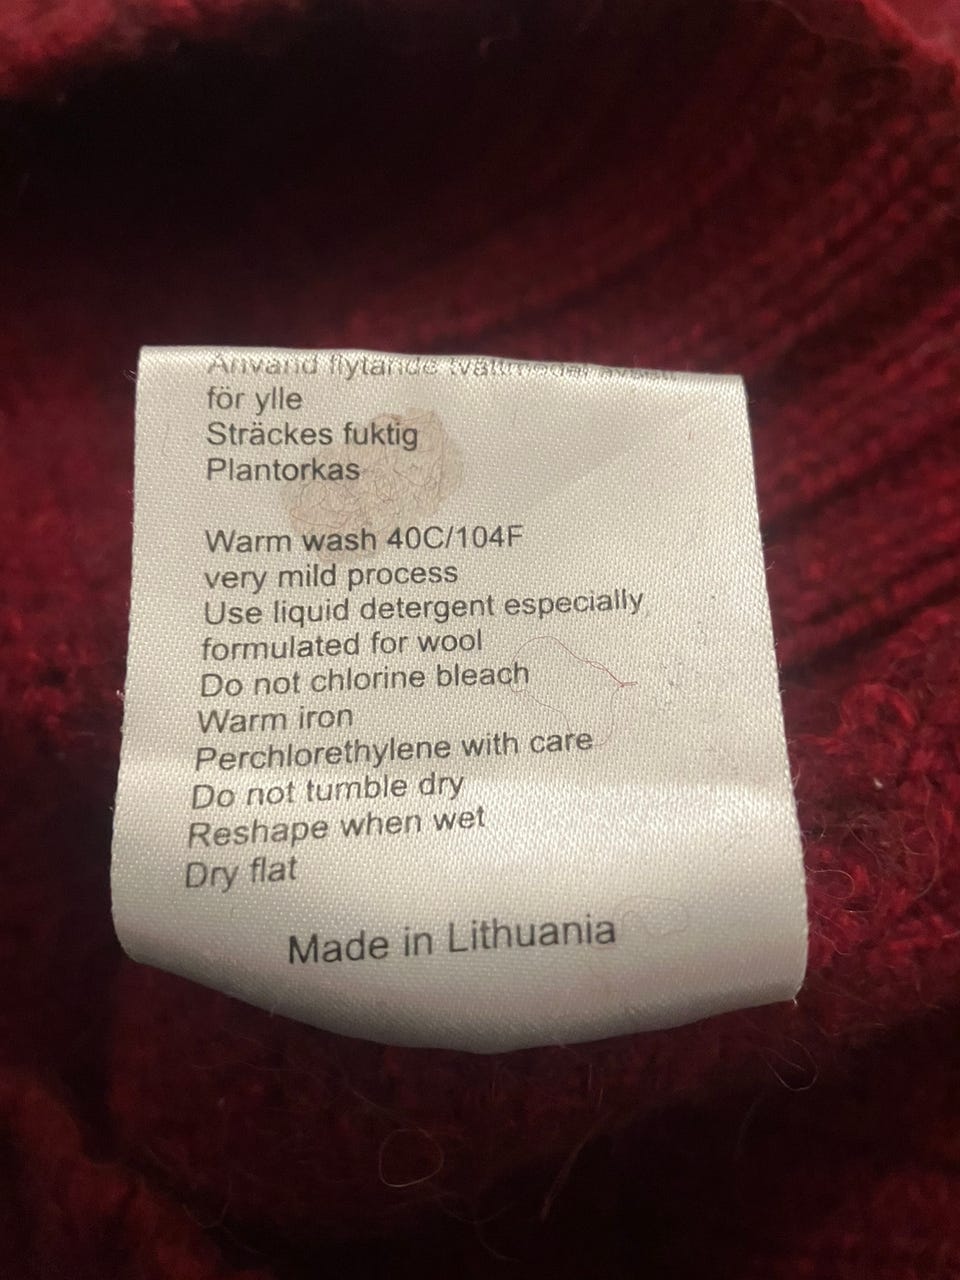 Använd flytande
för ylle
Sträckes fuktig
Plantorkas
Warm wash 40C/104F
very mild process
Use liquid detergent especially
formulated for wool
Do not chlorine bleach
Warm iron
Perchlorethylene with care
Do not tumble dry
Reshape when wet
Dry flat
Made in Lithuania